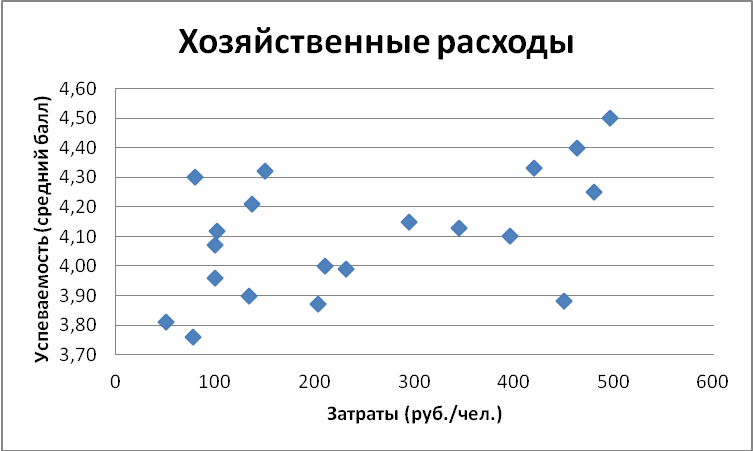 Хозяйственные расходы
Успеваемость (средний балл)
4,60
4,50
4,40
4,30
4,20
4,10
4,00
3,90
3,80
3,70
0 100 200 300 400 500 600
Затраты (руб./чел.)